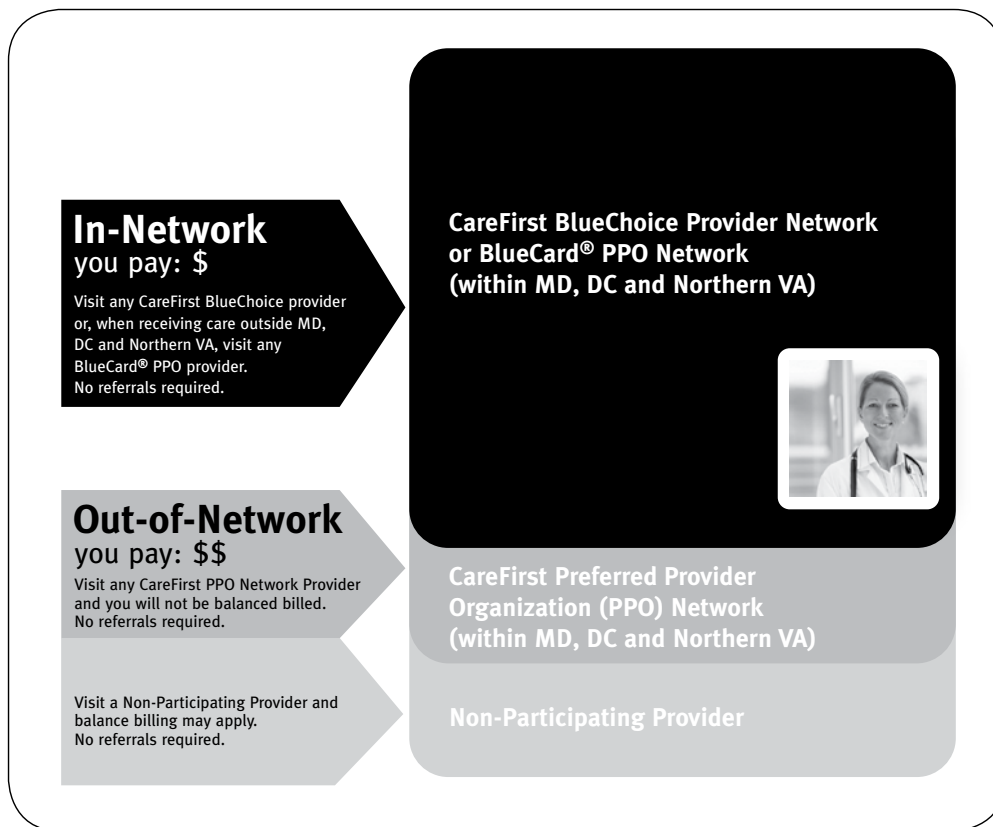 In-Network
you pay: $
Visit any CareFirst BlueChoice provider
or, when receiving care outside MD,
DC and Northern VA, visit any
BlueCard® PPO provider.
No referrals required.
CareFirst BlueChoice Provider Network
or BlueCard® PPO Network
(within MD, DC and Northern VA)
Out-of-Network
you pay: $$
Visit any CareFirst PPO Network Provider
and you will not be balanced billed.
No referrals required.
CareFirst Preferred Provider
Organization (PPO) Network
(within MD, DC and Northern VA)
Visit a Non-Participating Provider and
balance billing may apply.
No referrals required.
Non-Participating Provider